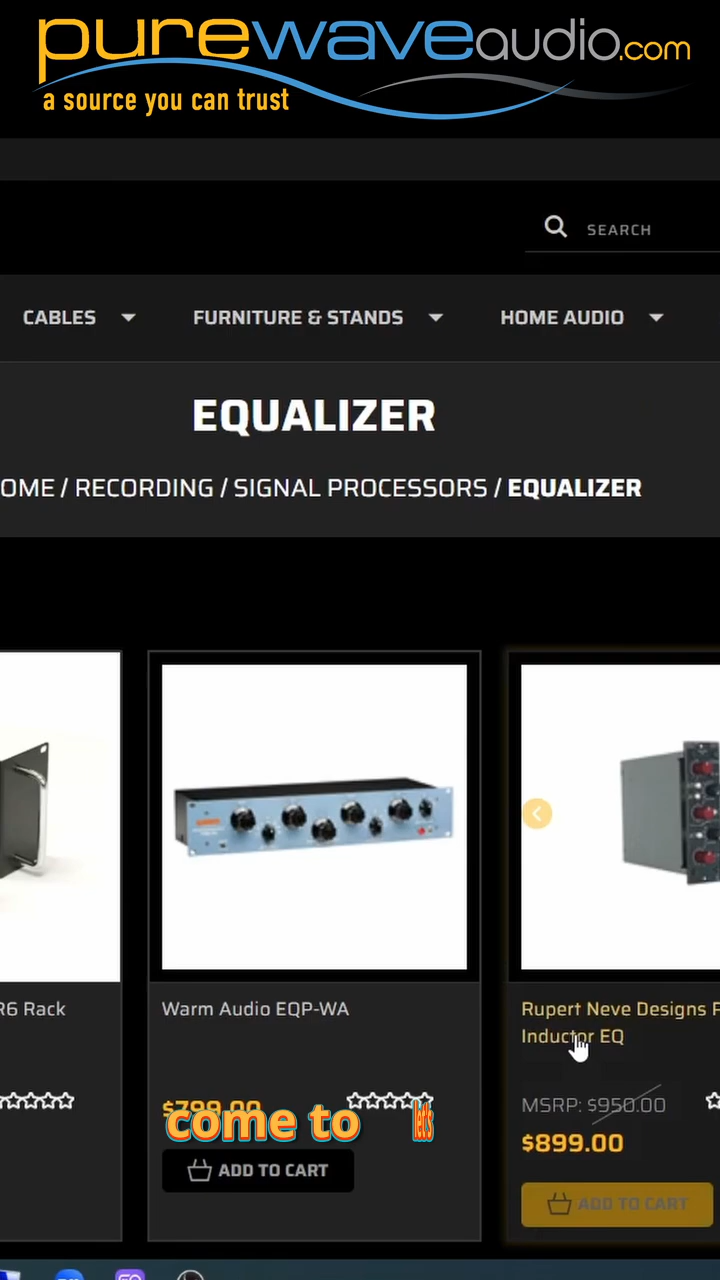 purewaveaudio.com
a source you can trust
SEARCH
CABLES FURNITURE & STANDS HOME AUDIO
EQUALIZER
OME / RECORDING / SIGNAL PROCESSORS / EQUALIZER
R6 Rack
Warm Audio EQP-WA
Rupert Neve Designs
Inductor EQ
$799.00
MSRP: $950.00
come to
$899.00
ADD TO CART
ADD TO CART